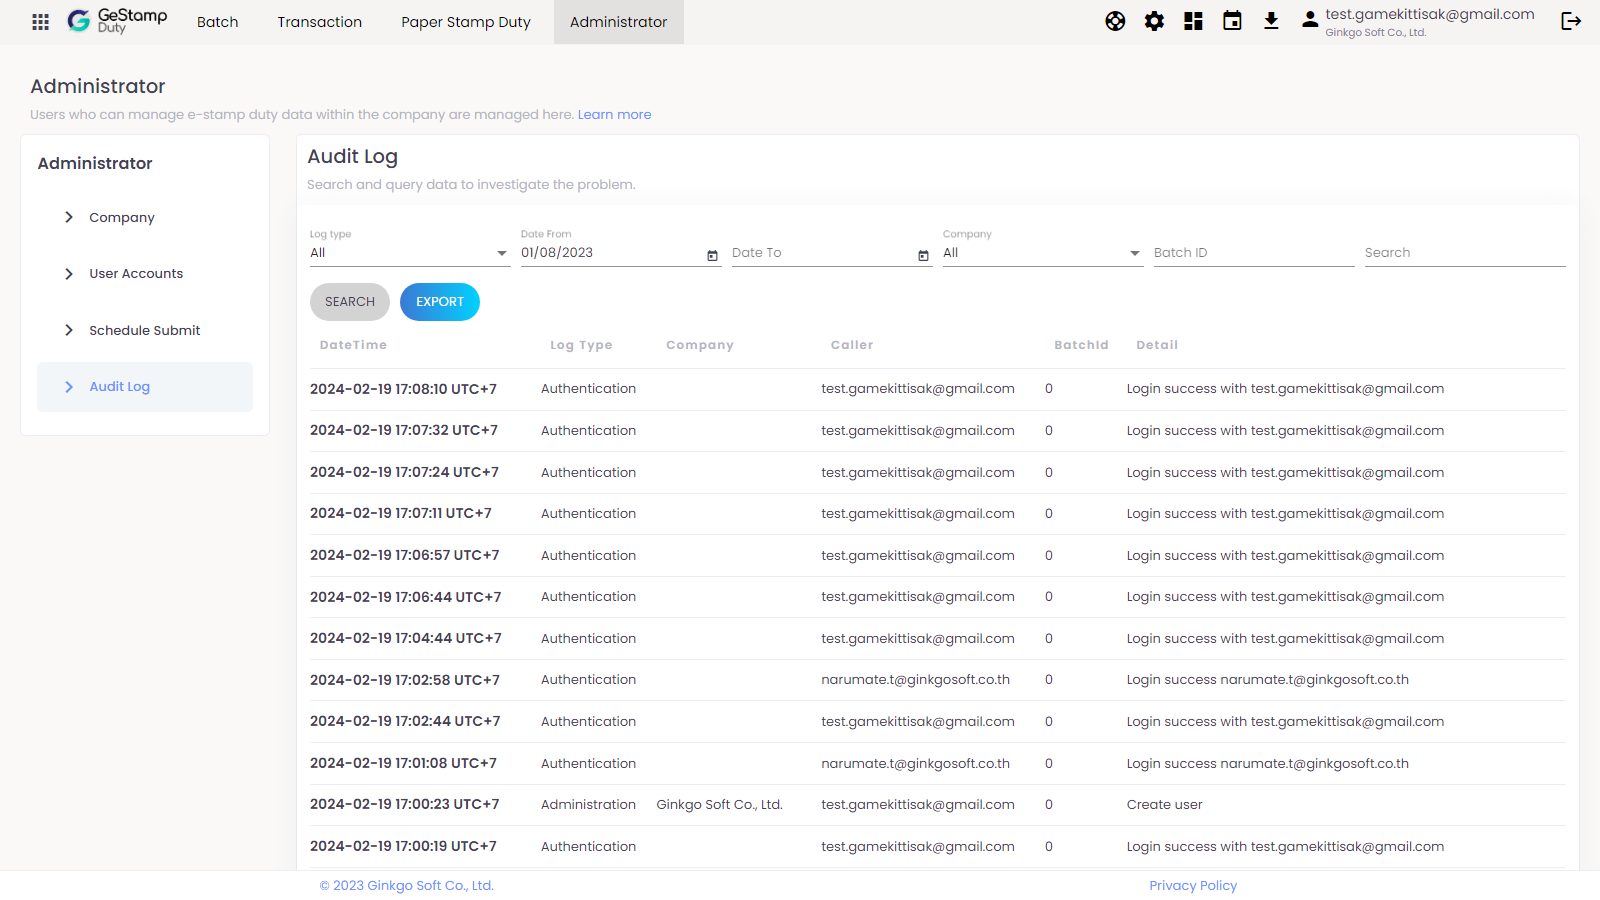 GeStamp
Duty
Batch
Transaction
Paper Stamp Duty
Administrator
test.gamekittisak@gmail.com
Ginkgo Soft Co., Ltd.
Administrator
Users who can manage e-stamp duty data within the company are managed here. Learn more
Administrator
Company
User Accounts
Schedule Submit
Audit Log
Audit Log
Search and query data to investigate the problem.
Log type
All
Date From
01/08/2023
Date To
Company
All
Batch ID
Search
SEARCH
EXPORT
DateTime Log Type Company Caller BatchId Detail
2024-02-19 17:08:10 UTC+7 Authentication test.gamekittisak@gmail.com 0 Login success with test.gamekittisak@gmail.com
2024-02-19 17:07:32 UTC+7 Authentication test.gamekittisak@gmail.com 0 Login success with test.gamekittisak@gmail.com
2024-02-19 17:07:24 UTC+7 Authentication test.gamekittisak@gmail.com 0 Login success with test.gamekittisak@gmail.com
2024-02-19 17:07:11 UTC+7 Authentication test.gamekittisak@gmail.com 0 Login success with test.gamekittisak@gmail.com
2024-02-19 17:06:57 UTC+7 Authentication test.gamekittisak@gmail.com 0 Login success with test.gamekittisak@gmail.com
2024-02-19 17:06:44 UTC+7 Authentication test.gamekittisak@gmail.com 0 Login success with test.gamekittisak@gmail.com
2024-02-19 17:04:44 UTC+7 Authentication test.gamekittisak@gmail.com 0 Login success with test.gamekittisak@gmail.com
2024-02-19 17:02:58 UTC+7 Authentication narumate.t@ginkgosoft.co.th 0 Login success narumate.t@ginkgosoft.co.th
2024-02-19 17:02:44 UTC+7 Authentication test.gamekittisak@gmail.com 0 Login success with test.gamekittisak@gmail.com
2024-02-19 17:01:08 UTC+7 Authentication narumate.t@ginkgosoft.co.th 0 Login success narumate.t@ginkgosoft.co.th
2024-02-19 17:00:23 UTC+7 Administration Ginkgo Soft Co., Ltd. test.gamekittisak@gmail.com 0 Create user
2024-02-19 17:00:19 UTC+7 Authentication test.gamekittisak@gmail.com 0 Login success with test.gamekittisak@gmail.com
© 2023 Ginkgo Soft Co., Ltd.
Privacy Policy